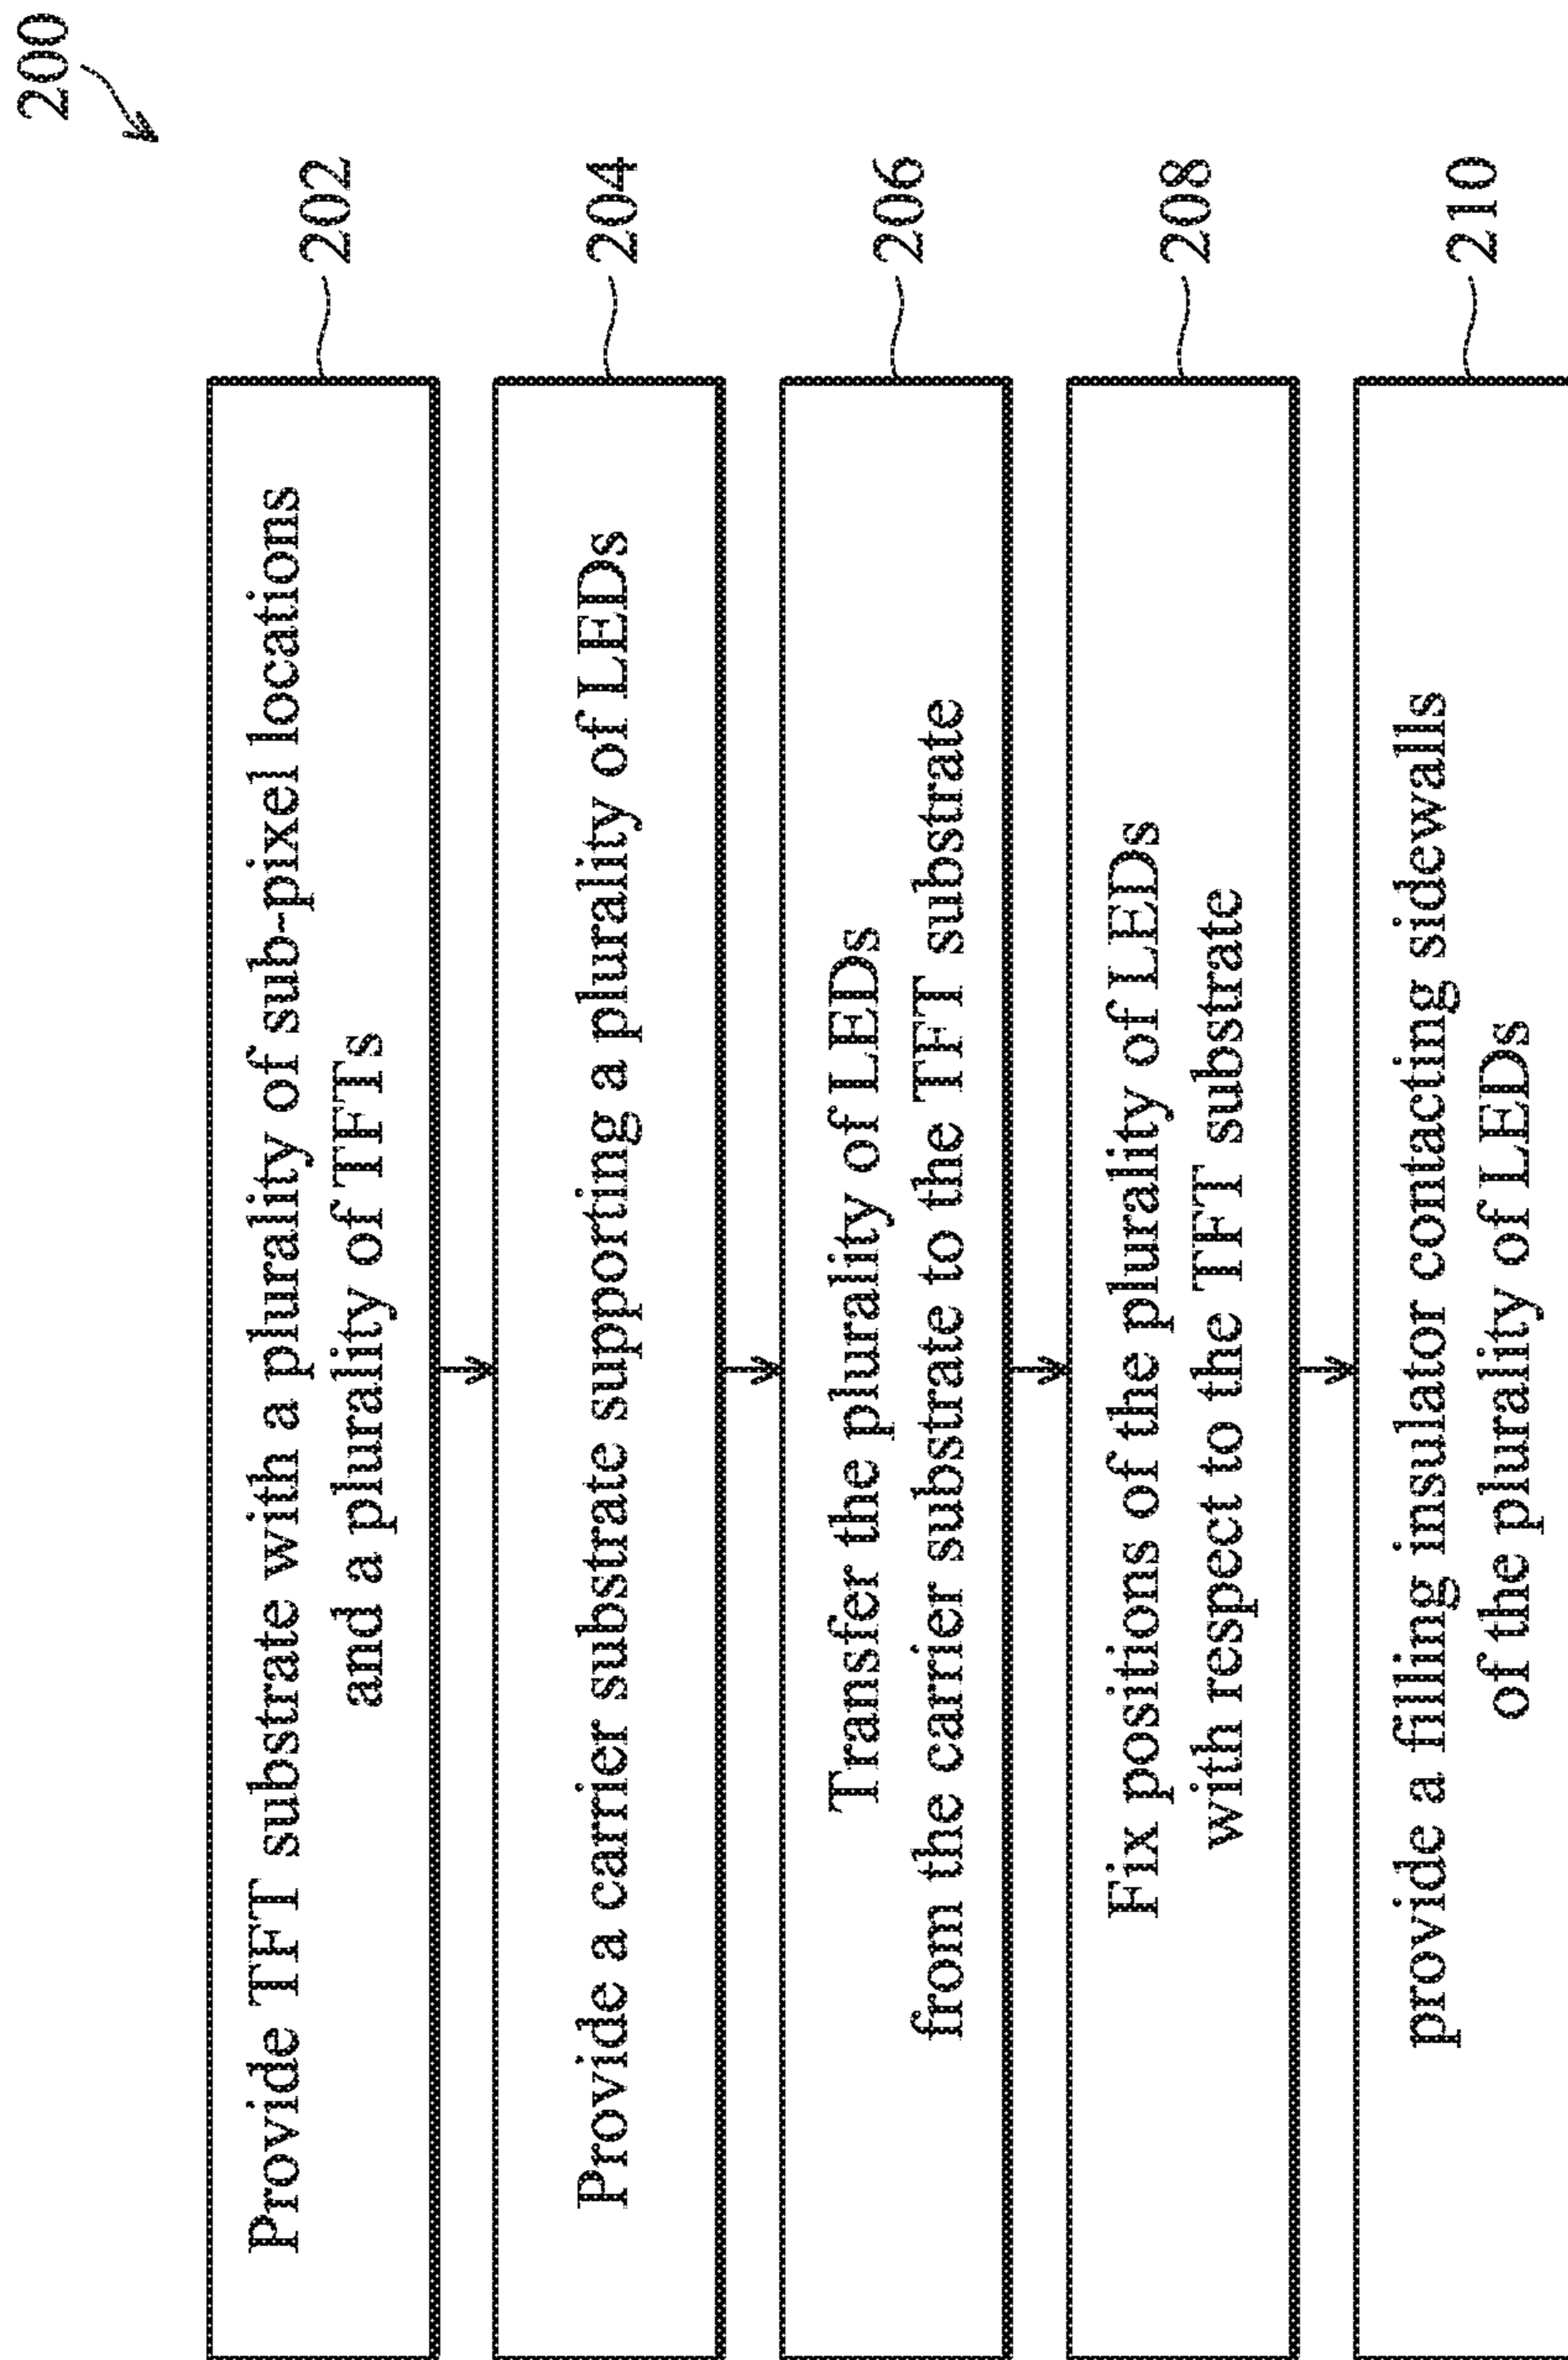 200
Provide TFT substrate with a plurality of sub-pixel locations
and a plurality of TFTs
202
Provide a carrier substrate supporting a plurality of LEDs
204
Transfer the plurality of LEDs
from the carrier substrate to the TFT substrate
206
Fix positions of the plurality of LEDs
with respect to the TFT substrate
208
provide a filling insulator contacting sidewalls
of the plurality of LEDs
210